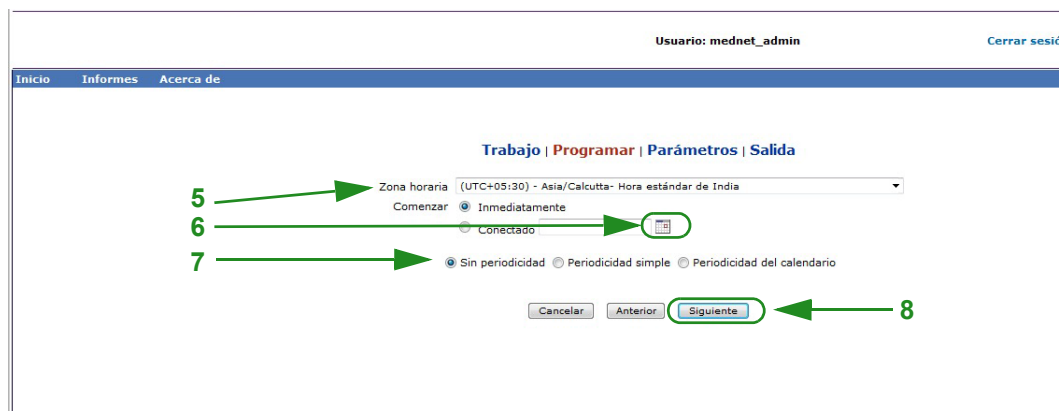 Usuario: mednet_admin Cerrar sesió
Inicio Informes Acerca de
Trabajo | Programar | Parámetros | Salida
5 Zona horaria (UTC+05:30) - Asia/Calcutta- Hora estándar de India
Comenzar Inmediatamente
6 Conectado
7 Sin periodicidad Periodicidad simple Periodicidad del calendario
Cancelar Anterior Siguiente 8